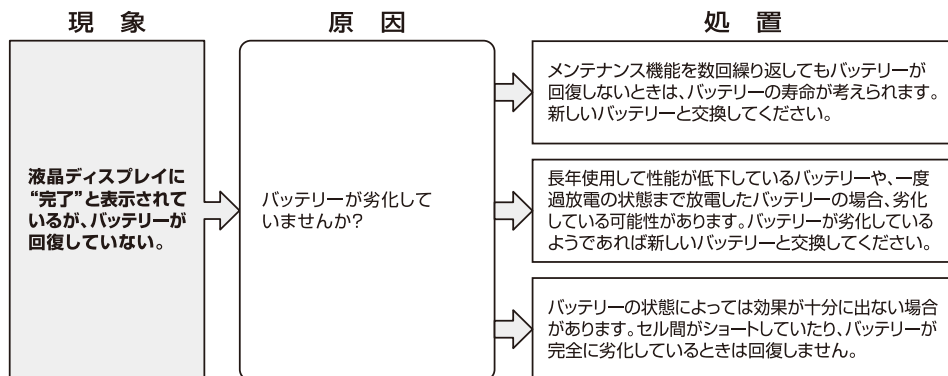 現 象
原 因
処 置
液晶ディスプレイに
“完了”と表示されて
いるが、バッテリーが
回復していない。
バッテリーが劣化して
いませんか?
メンテナンス機能を数回繰り返してもバッテリーが
回復しないときは、バッテリーの寿命が考えられます。
新しいバッテリーと交換してください。
長年使用して性能が低下しているバッテリーや、一度
過放電の状態まで放電したバッテリーの場合、劣化
している可能性があります。バッテリーが劣化している
ようであれば新しいバッテリーと交換してください。
バッテリーの状態によっては効果が十分に出ない場合
があります。セル間がショートしていたり、バッテリーが
完全に劣化しているときは回復しません。